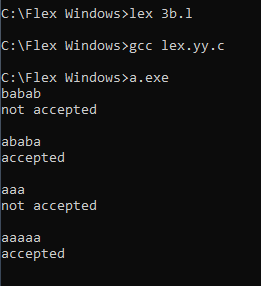 C:\Flex Windows>lex 3b.l
C:\Flex Windows>gcc lex.yy.c
C:\Flex Windows>a.exe
babab
not accepted
ababa
accepted
aaa
not accepted
aaaaa
accepted